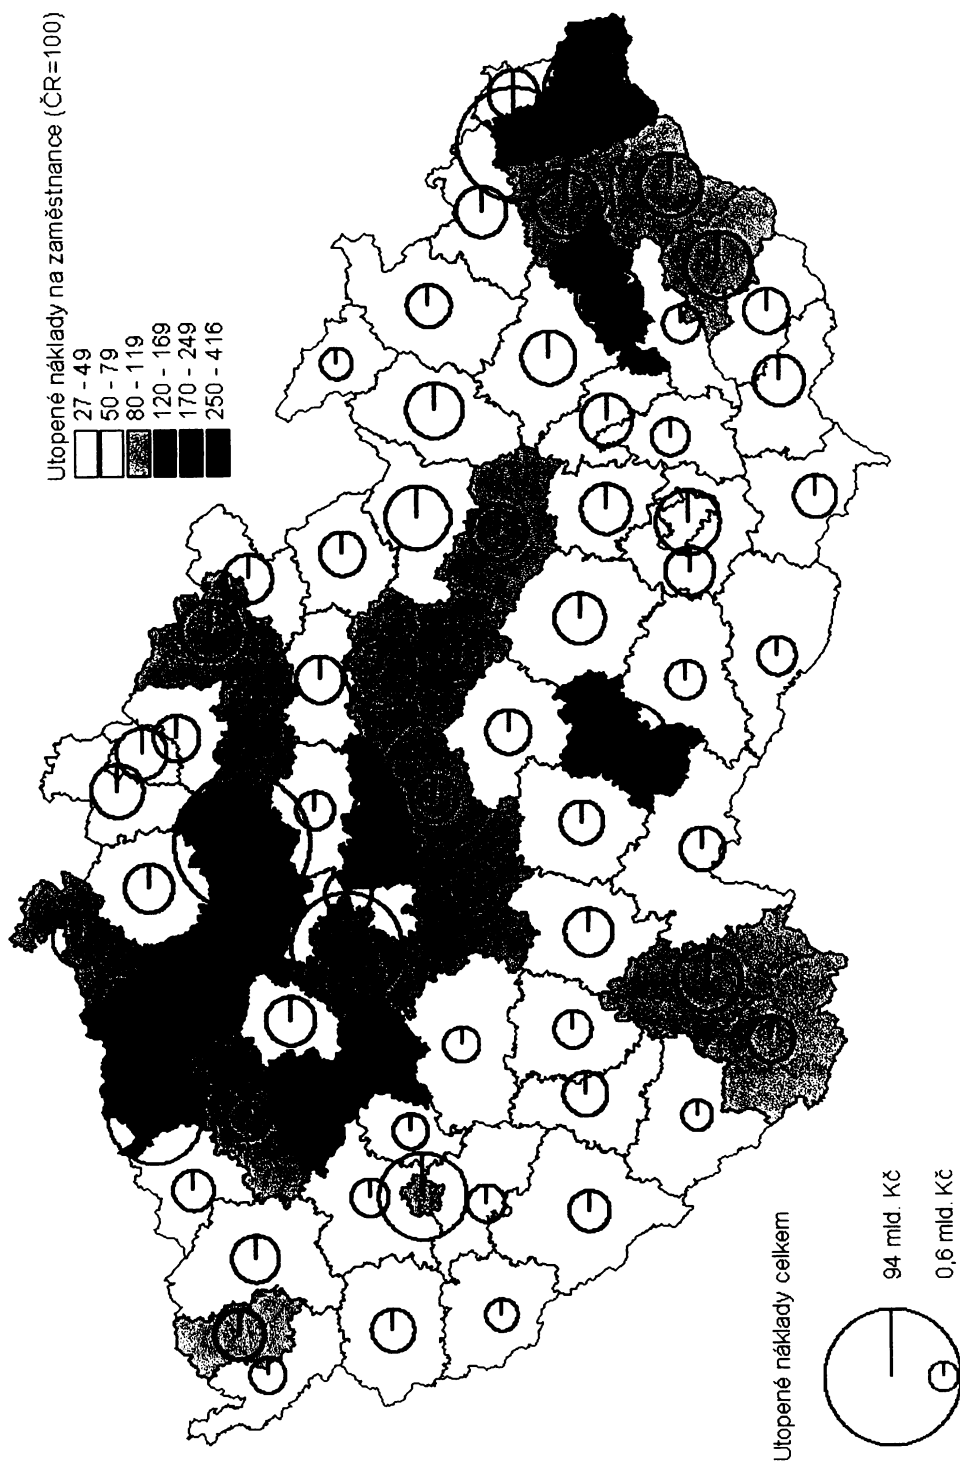 Utopené náklady na zaměstnance (ČR=100)
27 - 49
50 - 79
80 - 119
120 - 169
170 - 249
250 - 416
Utopené náklady celkem
94 mld. Kč
0,6 mld. Kč